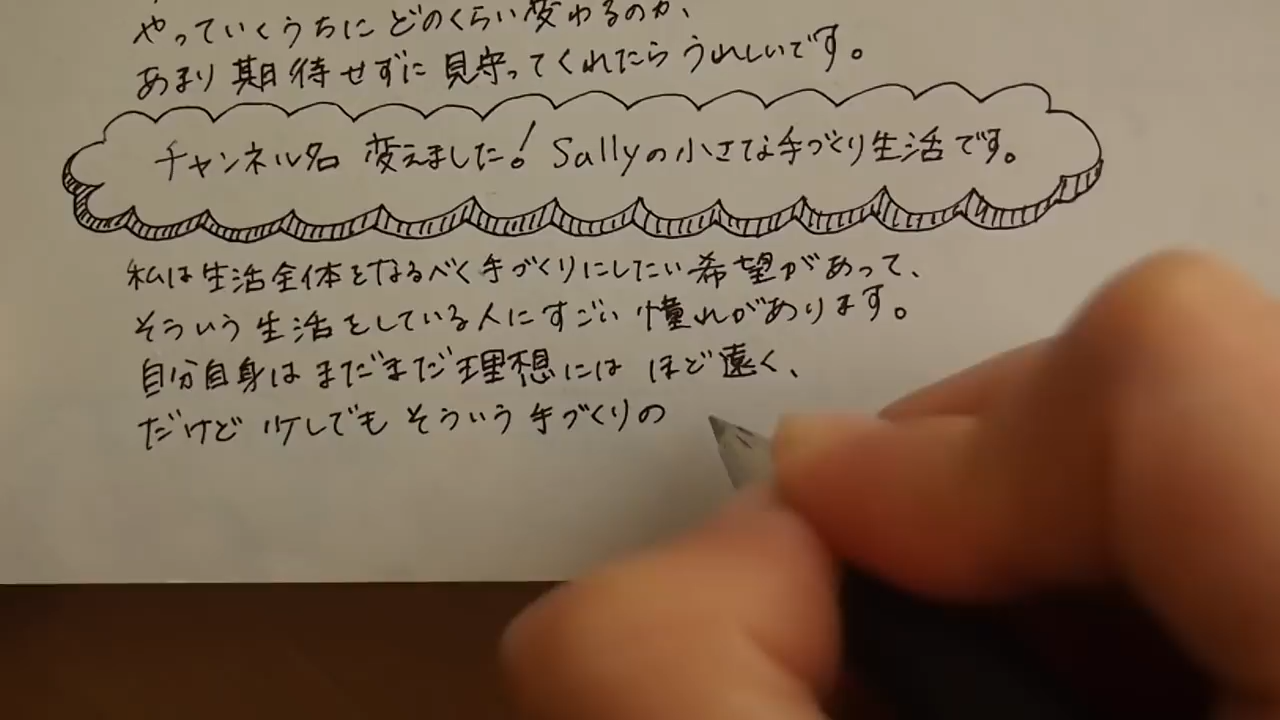 やっていくうちに どのくらい変わるのか、
あまり 期待せずに 見守ってくれたら うれしいです。
チャンネル名 変えました! Sallyの小さな手づくり生活です。
私は生活全体をなるべく手づくりにしたい希望があって、
そういう 生活をしている人にすごい 憧れがあります。
自分自身は まだまだ 理想には ほど遠く、
だけど 少しでも そういう 手づくりの